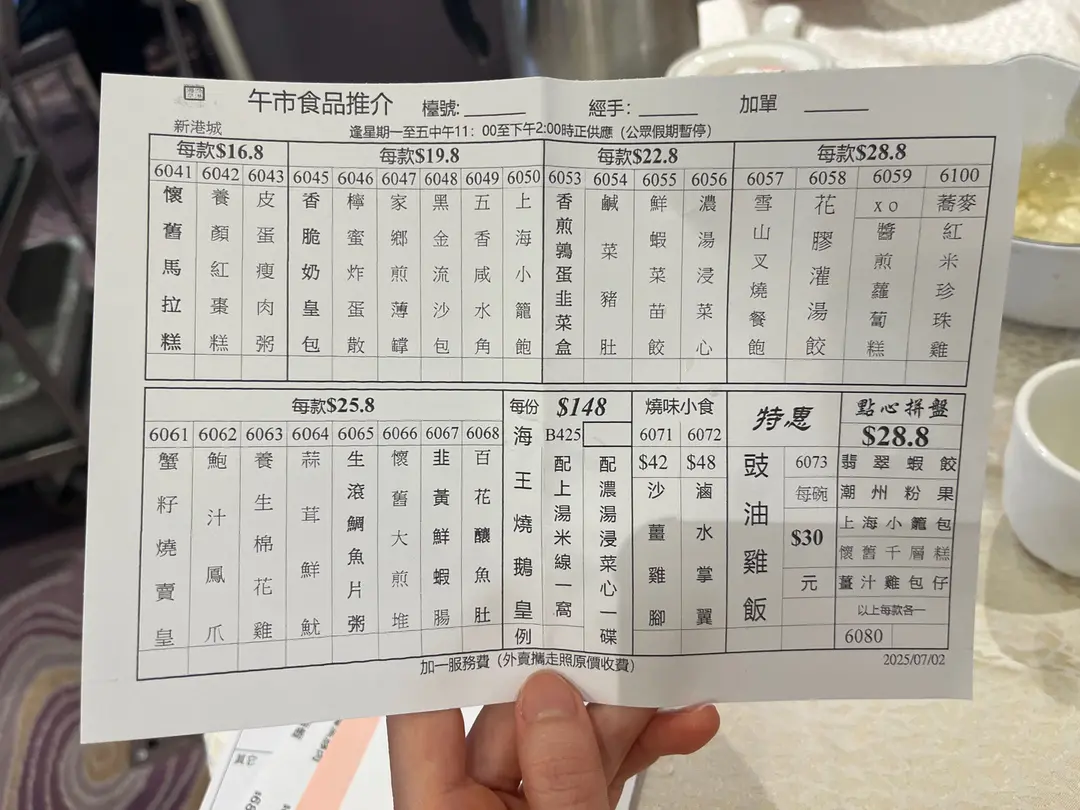 午市食品推介 檯號: 經手: 加單
新港城
逢星期一至五中午11：00至下午2:00時正供應（公眾假期暫停）
每款$16.8
6041 懷舊馬拉糕
6042 養顏紅棗糕
6043 皮蛋瘦肉粥
每款$19.8
6045 香脆奶皇包
6046 檸蜜炸蛋散
6047 家鄉煎薄罉
6048 黑金流沙包
6049 五香咸水角
6050 上海小籠飽
每款$22.8
6053 香煎鶉蛋韭菜盒
6054 鹹菜豬肚
6055 鮮蝦菜苗餃
6056 濃湯浸菜心
每款$28.8
6057 雪山叉燒餐飽
6058 花膠灌湯餃
6059 xo醬煎蘿蔔糕
6100 蕎麥紅米珍珠雞
每款$25.8
6061 蟹籽燒賣皇
6062 鮑汁鳳爪
6063 養生棉花雞
6064 蒜茸鮮魷
6065 生滾鯛魚片粥
6066 懷舊大煎堆
6067 韭黃鮮蝦腸
6068 百花釀魚肚
每份 $148
海王燒鵝皇 例
B425 配上湯米線一窩
配濃湯浸菜心一碟
燒味小食
6071 $42 沙薑雞腳
6072 $48 滷水掌翼
特惠
豉油雞飯
6073
每碗
$30
元
點心拼盤
$28.8
翡翠蝦餃
潮州粉果
上海小籠包
懷舊千層糕
薑汁雞包仔
以上每款各一
6080
加一服務費（外賣攜走照原價收費）
2025/07/02
其它